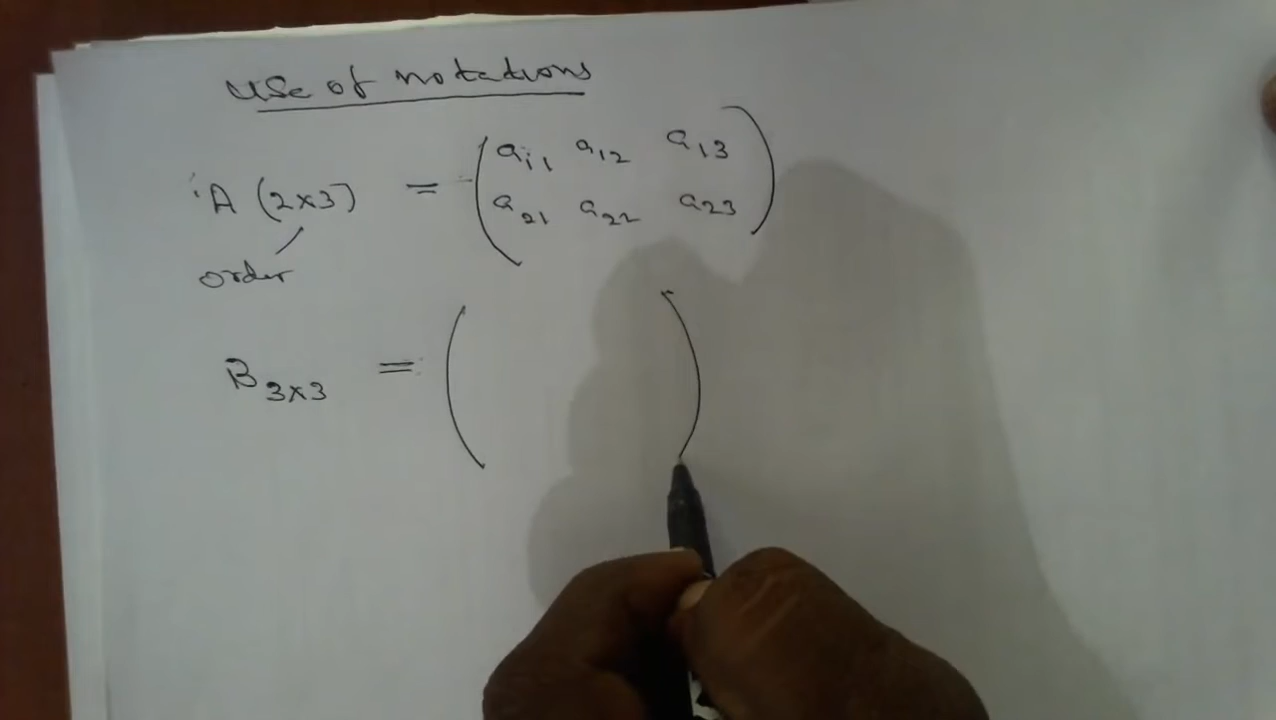 Use of notations
A (2×3) = ( a11 a12 a13
a21 a22 a23 )
order
B3×3 = ( )